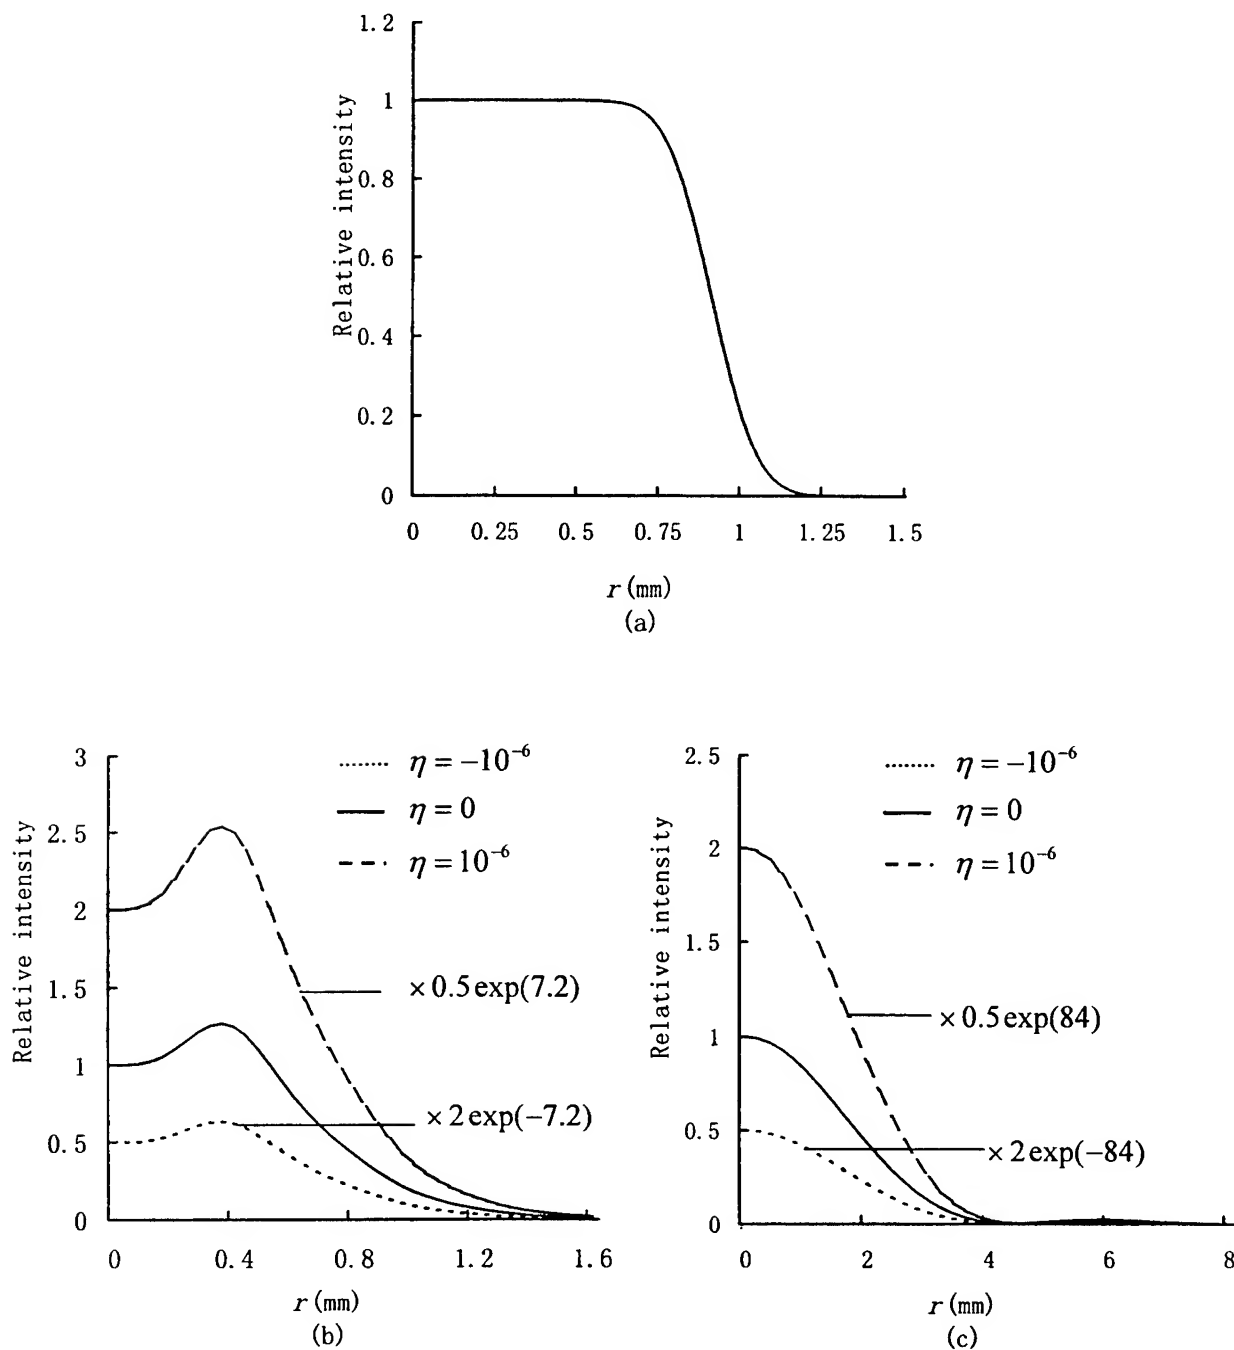 1.2
1
0.8
0.6
0.4
0.2
0
Relative intensity
0 0.25 0.5 0.75 1 1.25 1.5
r (mm)
(a)
3
2.5
2
1.5
1
0.5
0
Relative intensity
η = −10⁻⁶
η = 0
η = 10⁻⁶
× 0.5 exp(7.2)
× 2 exp(−7.2)
0 0.4 0.8 1.2 1.6
r (mm)
(b)
2.5
2
1.5
1
0.5
0
Relative intensity
η = −10⁻⁶
η = 0
η = 10⁻⁶
× 0.5 exp(84)
× 2 exp(−84)
0 2 4 6 8
r (mm)
(c)